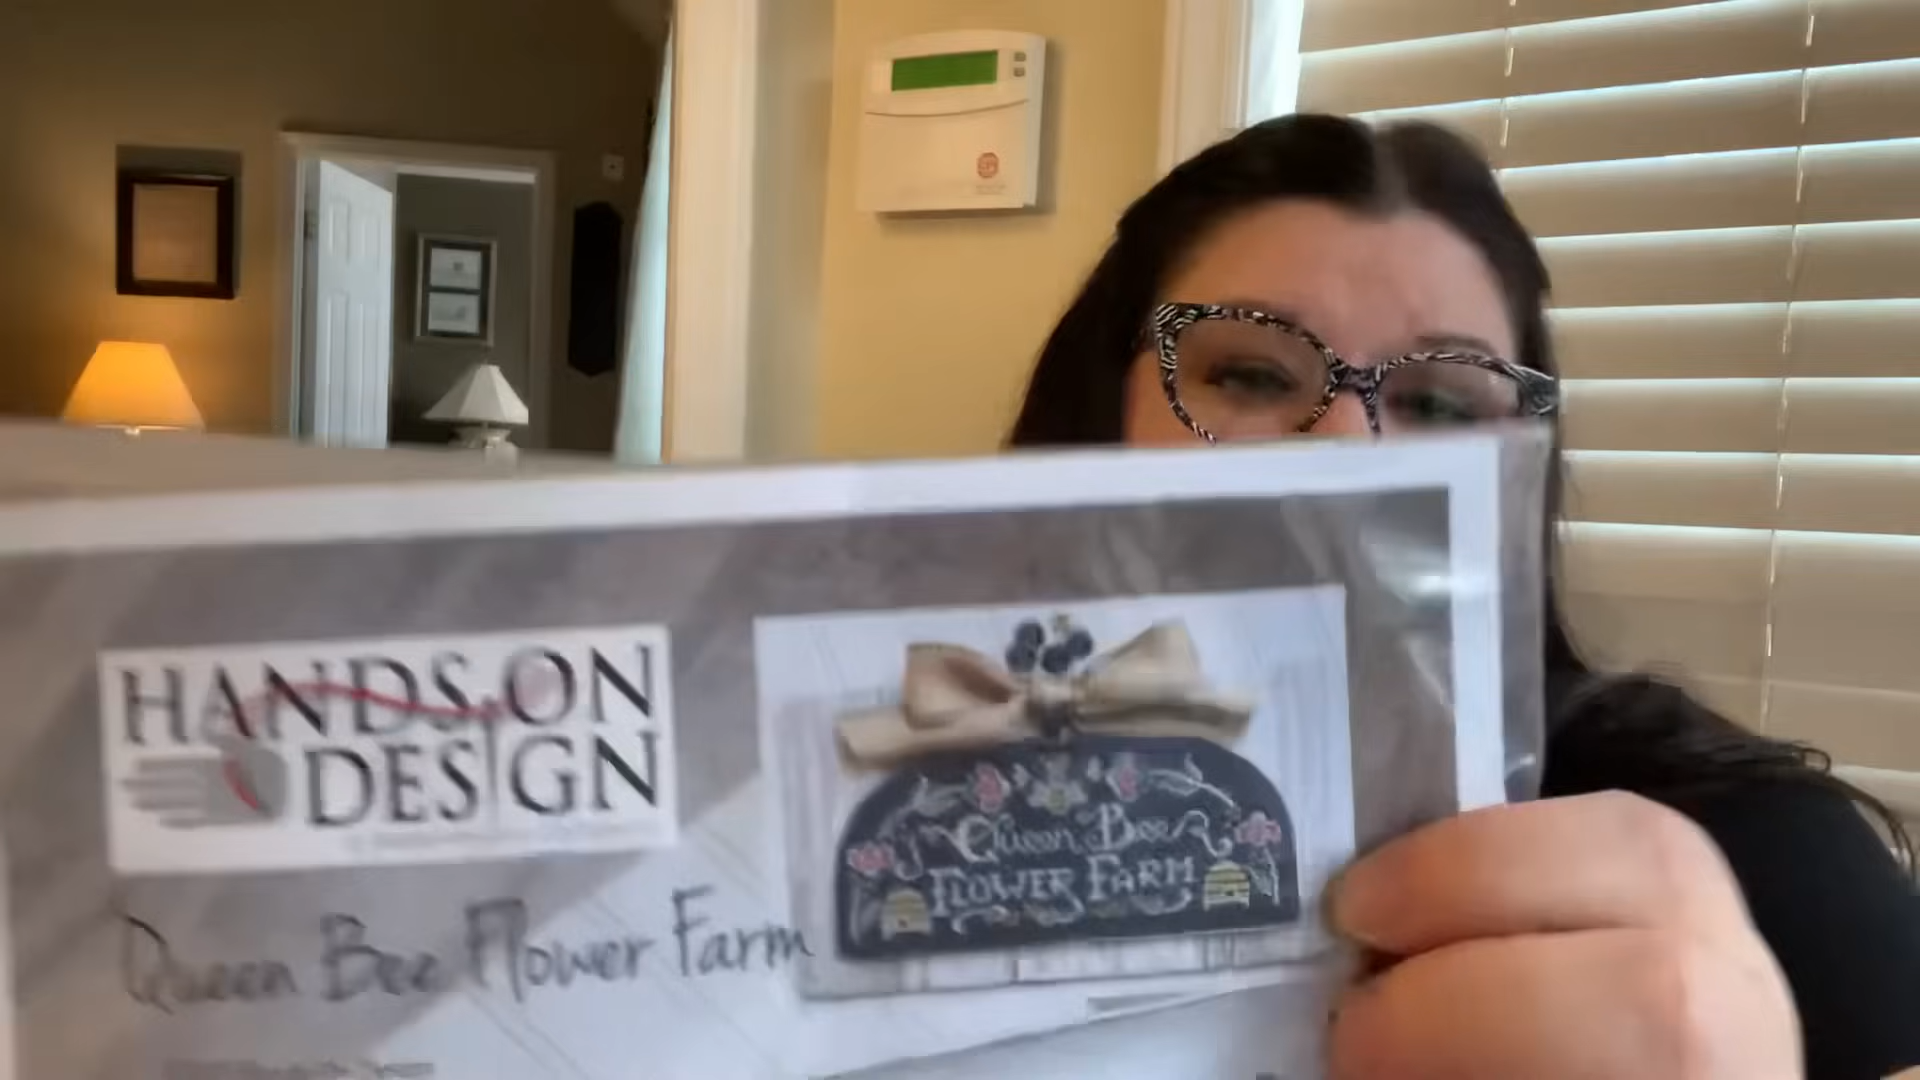 HANDS ON
DESIGN
Queen Bee
FLOWER FARM
Queen Bee Flower Farm